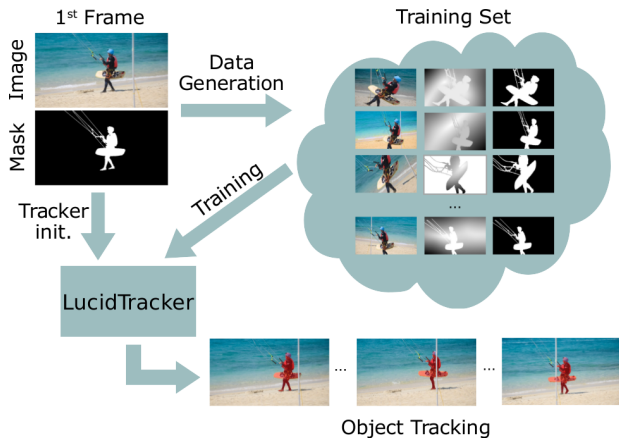 1st Frame
Training Set
Image
Mask
Data
Generation
...
Training
Tracker
init.
LucidTracker
...
...
Object Tracking